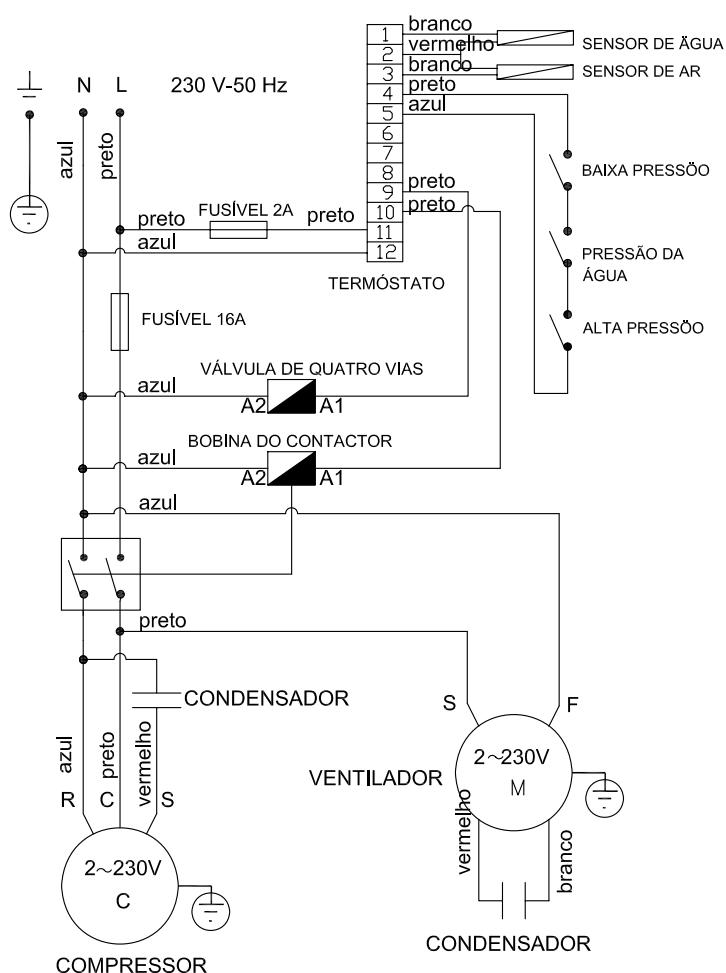 branco
1
vermelho
SENSOR DE ÄGUA
2
branco
3
SENSOR DE AR
preto
4
azul
5
6
7
8
preto
9
preto
10
11
12
TERMÓSTATO
N L 230 V-50 Hz
azul
preto
preto
FUSÍVEL 2A
preto
azul
BAIXA PRESSÖO
PRESSÃO DA
ÁGUA
ALTA PRESSÖO
FUSÍVEL 16A
azul
VÁLVULA DE QUATRO VIAS
A2 A1
BOBINA DO CONTACTOR
azul
A2 A1
azul
preto
CONDENSADOR
azul
preto
vermelho
R C S
2~230V
C
COMPRESSOR
S F
VENTILADOR
2~230V
M
vermelho
branco
CONDENSADOR